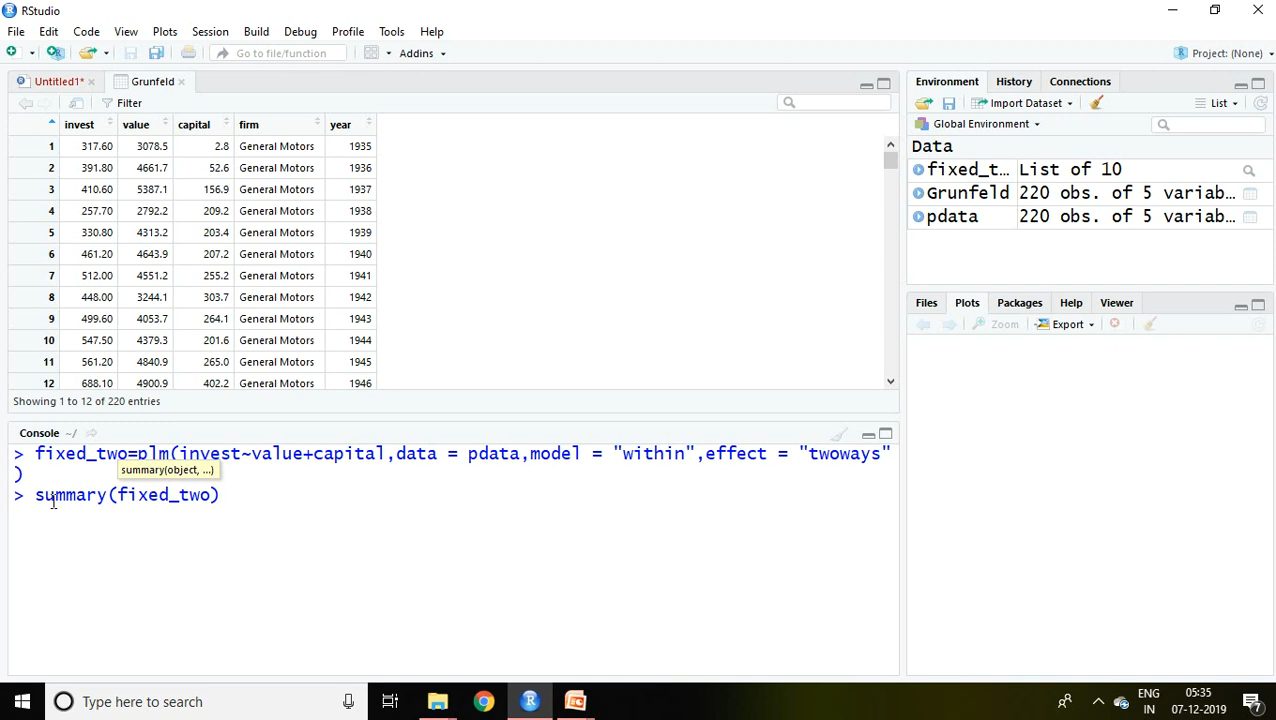 RStudio
File Edit Code View Plots Session Build Debug Profile Tools Help
Go to file/function Addins Project: (None)
Untitled1* Grunfeld
Filter
invest value capital firm year
1 317.60 3078.5 2.8 General Motors 1935
2 391.80 4661.7 52.6 General Motors 1936
3 410.60 5387.1 156.9 General Motors 1937
4 257.70 2792.2 209.2 General Motors 1938
5 330.80 4313.2 203.4 General Motors 1939
6 461.20 4643.9 207.2 General Motors 1940
7 512.00 4551.2 255.2 General Motors 1941
8 448.00 3244.1 303.7 General Motors 1942
9 499.60 4053.7 264.1 General Motors 1943
10 547.50 4379.3 201.6 General Motors 1944
11 561.20 4840.9 265.0 General Motors 1945
12 688.10 4900.9 402.2 General Motors 1946
Showing 1 to 12 of 220 entries
Console ~/
> fixed_two=plm(invest~value+capital,data = pdata,model = "within",effect = "twoways"
)
summary(object, ...)
> summary(fixed_two)
Environment History Connections
Import Dataset List
Global Environment
Data
fixed_t... List of 10
Grunfeld 220 obs. of 5 variab...
pdata 220 obs. of 5 variab...
Files Plots Packages Help Viewer
Zoom Export
Type here to search
ENG 05:35
IN 07-12-2019
7